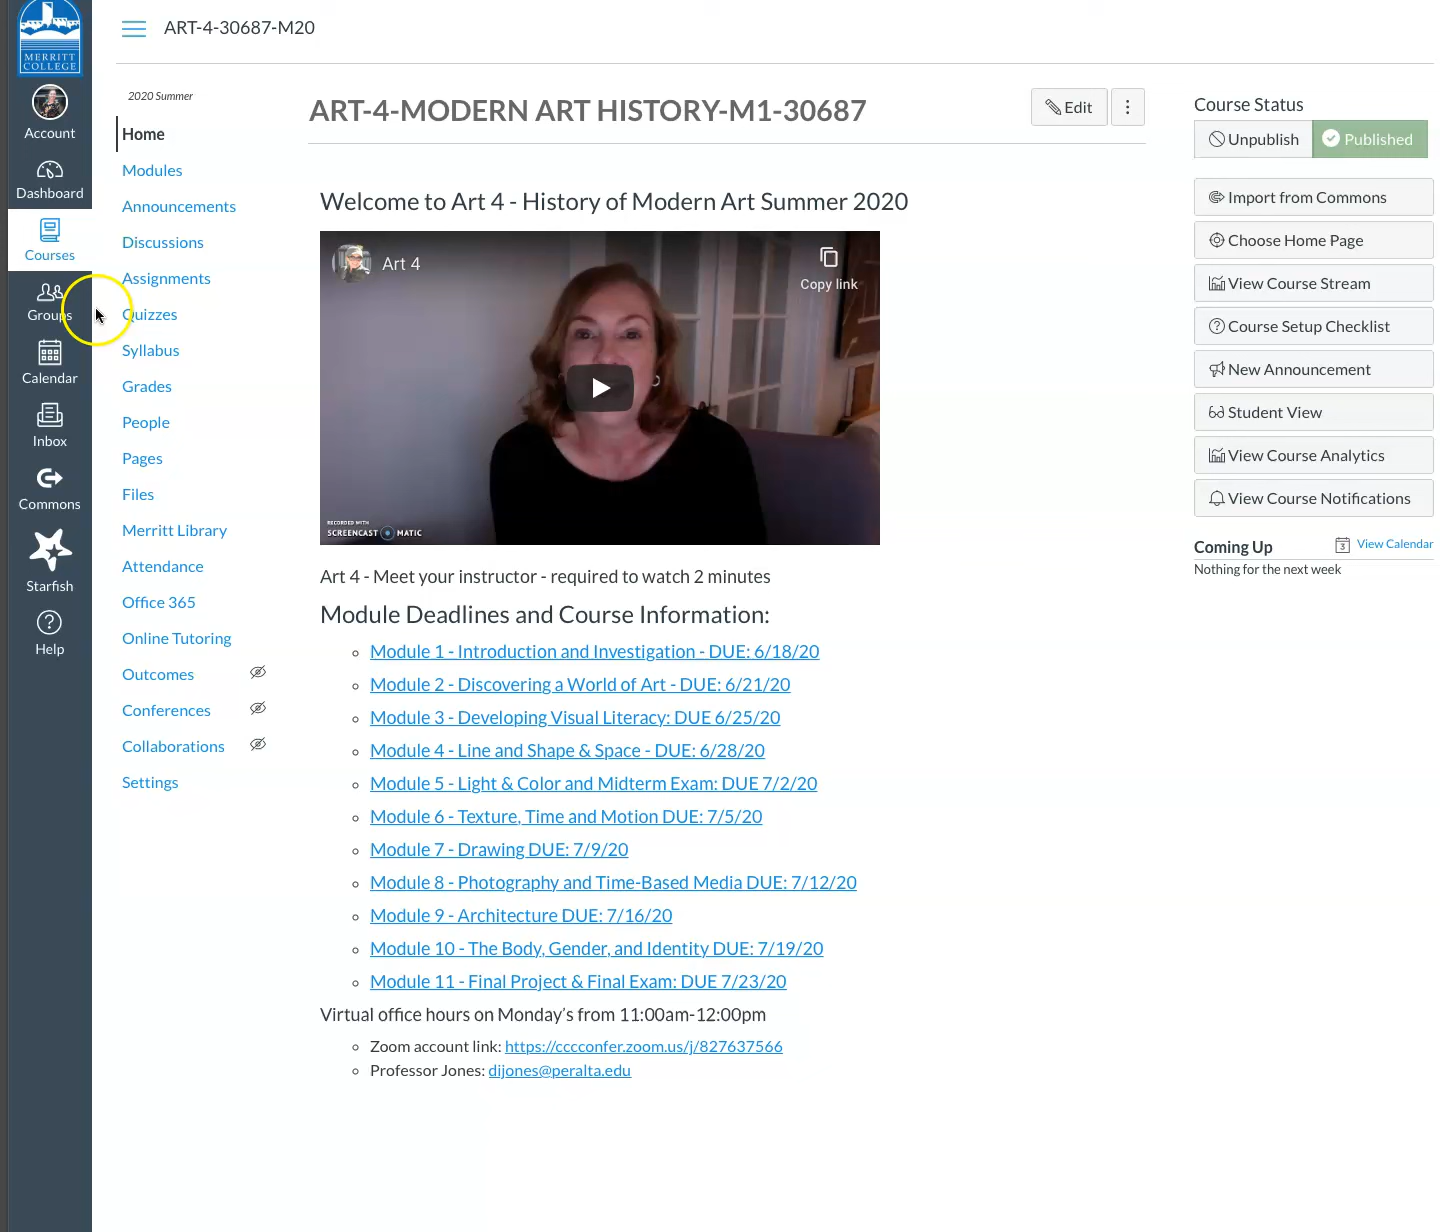 MERRITT
COLLEGE
Account
Dashboard
Courses
Groups
Calendar
Inbox
Commons
Starfish
Help
ART-4-30687-M20
2020 Summer
Home
Modules
Announcements
Discussions
Assignments
Quizzes
Syllabus
Grades
People
Pages
Files
Merritt Library
Attendance
Office 365
Online Tutoring
Outcomes
Conferences
Collaborations
Settings
ART-4-MODERN ART HISTORY-M1-30687
Edit
Welcome to Art 4 - History of Modern Art Summer 2020
Art 4
Copy link
RECORDED WITH
SCREENCAST MATIC
Art 4 - Meet your instructor - required to watch 2 minutes
Module Deadlines and Course Information:
Module 1 - Introduction and Investigation - DUE: 6/18/20
Module 2 - Discovering a World of Art - DUE: 6/21/20
Module 3 - Developing Visual Literacy: DUE 6/25/20
Module 4 - Line and Shape & Space - DUE: 6/28/20
Module 5 - Light & Color and Midterm Exam: DUE 7/2/20
Module 6 - Texture, Time and Motion DUE: 7/5/20
Module 7 - Drawing DUE: 7/9/20
Module 8 - Photography and Time-Based Media DUE: 7/12/20
Module 9 - Architecture DUE: 7/16/20
Module 10 - The Body, Gender, and Identity DUE: 7/19/20
Module 11 - Final Project & Final Exam: DUE 7/23/20
Virtual office hours on Monday’s from 11:00am-12:00pm
Zoom account link: https://cccconfer.zoom.us/j/827637566
Professor Jones: dijones@peralta.edu
Course Status
Unpublish
Published
Import from Commons
Choose Home Page
View Course Stream
Course Setup Checklist
New Announcement
Student View
View Course Analytics
View Course Notifications
Coming Up
3 View Calendar
Nothing for the next week